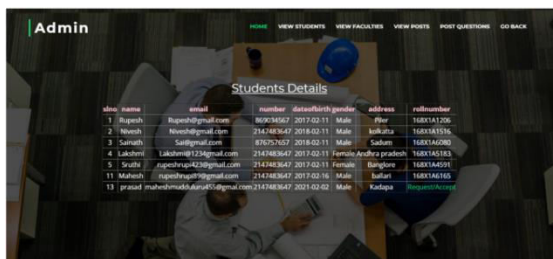 Admin
HOME VIEW STUDENTS VIEW FACULTIES VIEW POSTS POST QUESTIONS GO BACK
Students Details
slno name email number dateofbirth gender address rollnumber
1 Rupesh Rupesh@gmail.com 869034567 2017-02-11 Male Piler 168X1A1206
2 Nivesh Nivesh@gmail.com 2147483647 2018-02-11 Male kolkatta 168X1A1516
3 Sainath Sai@gmail.com 876757657 2018-02-11 Male Sadum 168X1A6080
4 Lakshmi Lakshmi@1234gmail.com 2147483647 2017-02-11 Female Andhra pradesh 168X1A5183
5 Sruthi rupeshrupi423@gmail.com 2147483647 2017-02-11 Female Banglore 168X1A4591
11 Mahesh rupeshrupi89@gmail.com 2147483647 2017-02-16 Male ballari 168X1A6165
13 prasad maheshmudduluru455@gmai.com 2147483647 2021-02-02 Male Kadapa Request/Accept